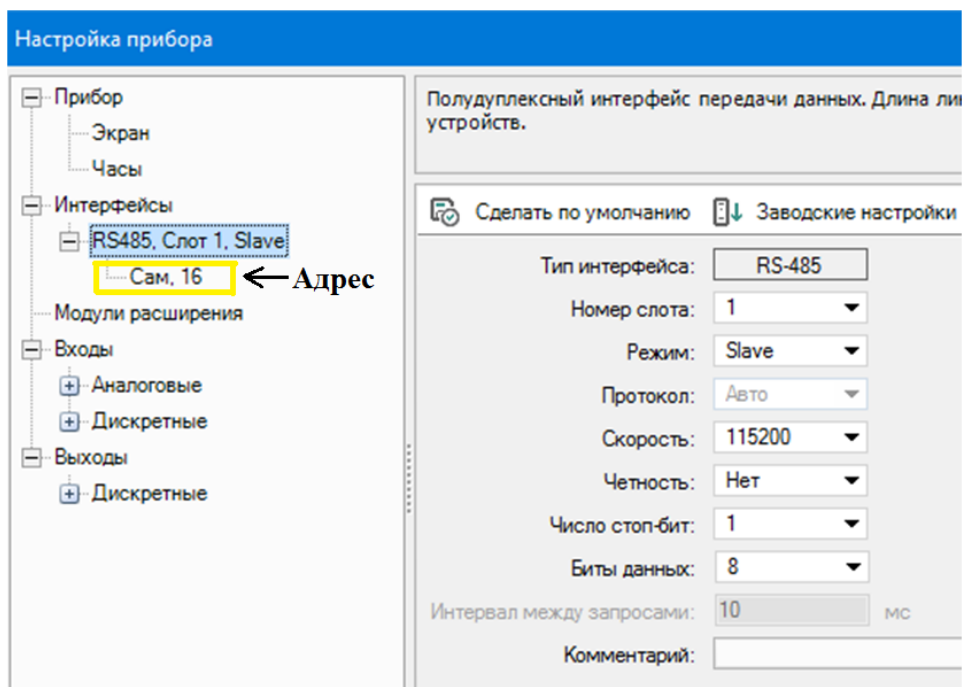 Настройка прибора
Прибор
Экран
Часы
Интерфейсы
RS485, Слот 1, Slave
Сам, 16
Адрес
Модули расширения
Входы
Аналоговые
Дискретные
Выходы
Дискретные
Полудуплексный интерфейс передачи данных. Длина
устройств.
Сделать по умолчанию Заводские настройки
Тип интерфейса: RS-485
Номер слота: 1
Режим: Slave
Протокол: Авто
Скорость: 115200
Четность: Нет
Число стоп-бит: 1
Биты данных: 8
Интервал между запросами: 10 мс
Комментарий: